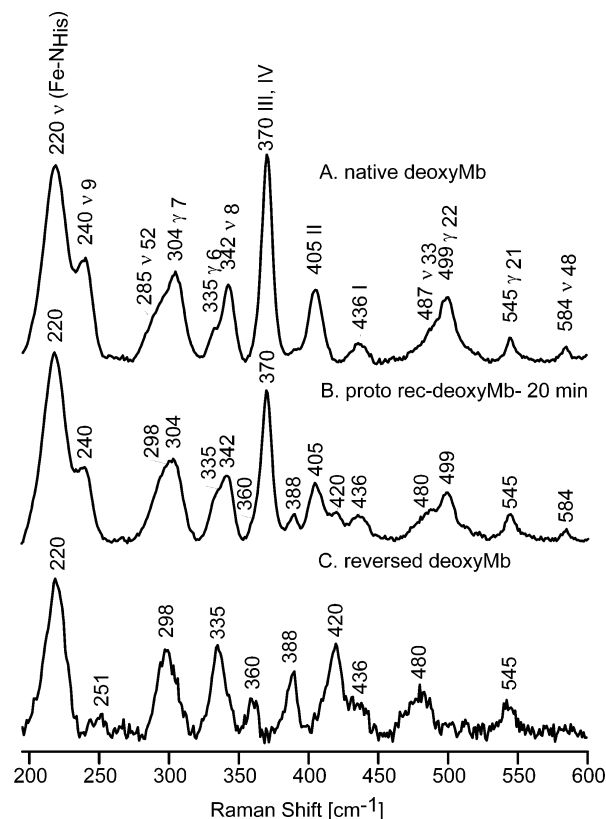 220 ν (Fe-NHis)
240 ν 9
285 ν 52
304 γ 7
335 γ 6
342 ν 8
370 III, IV
405 II
436 I
487 ν 33
499 γ 22
545 γ 21
584 ν 48
A. native deoxyMb
220
240
298
304
335
342
360
370
388
405
420
436
480
499
545
584
B. proto rec-deoxyMb- 20 min
220
251
298
335
360
388
420
436
480
545
C. reversed deoxyMb
200 250 300 350 400 450 500 550 600
Raman Shift [cm-1]